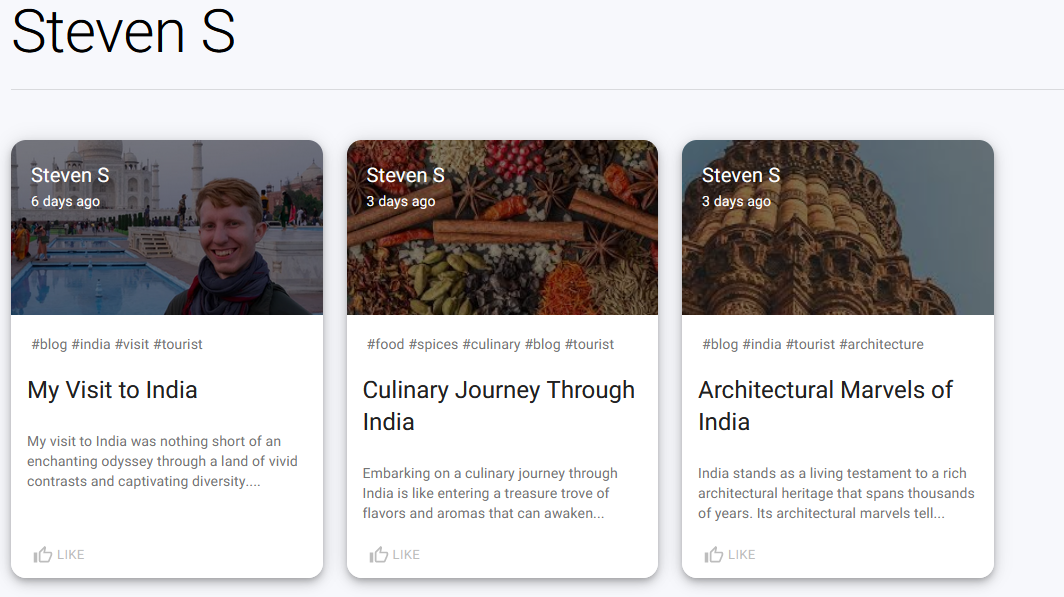 Steven S
Steven S
6 days ago
#blog #india #visit #tourist
My Visit to India
My visit to India was nothing short of an
enchanting odyssey through a land of vivid
contrasts and captivating diversity....
LIKE
Steven S
3 days ago
#food #spices #culinary #blog #tourist
Culinary Journey Through
India
Embarking on a culinary journey through
India is like entering a treasure trove of
flavors and aromas that can awaken...
LIKE
Steven S
3 days ago
#blog #india #tourist #architecture
Architectural Marvels of
India
India stands as a living testament to a rich
architectural heritage that spans thousands
of years. Its architectural marvels tell...
LIKE